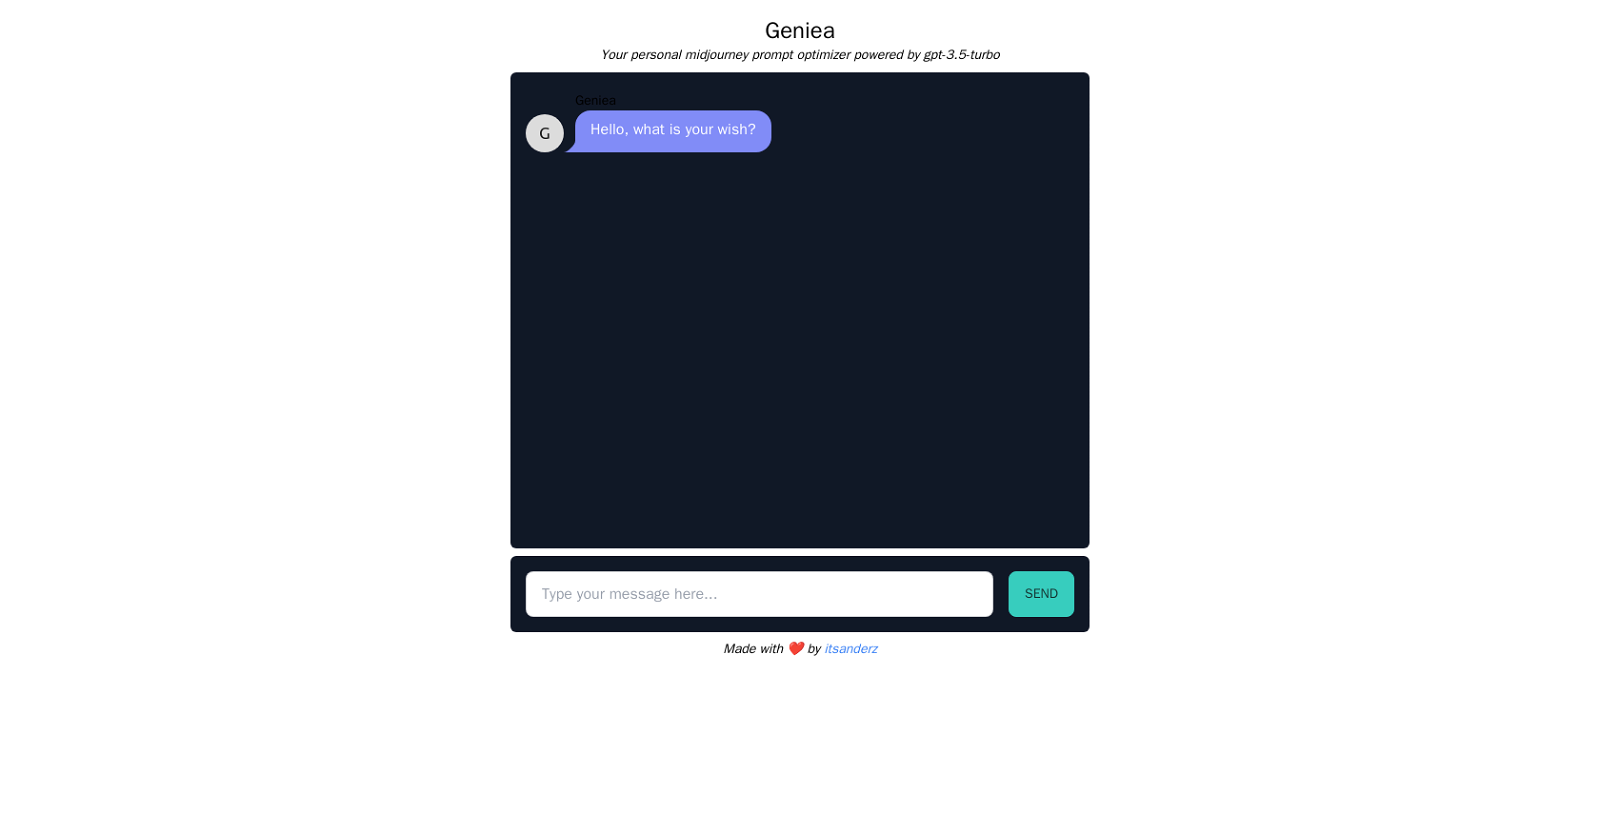 Geniea
Your personal midjourney prompt optimizer powered by gpt-3.5-turbo
Geniea
G
Hello, what is your wish?
Type your message here...
SEND
Made with ❤️ by itsanderz